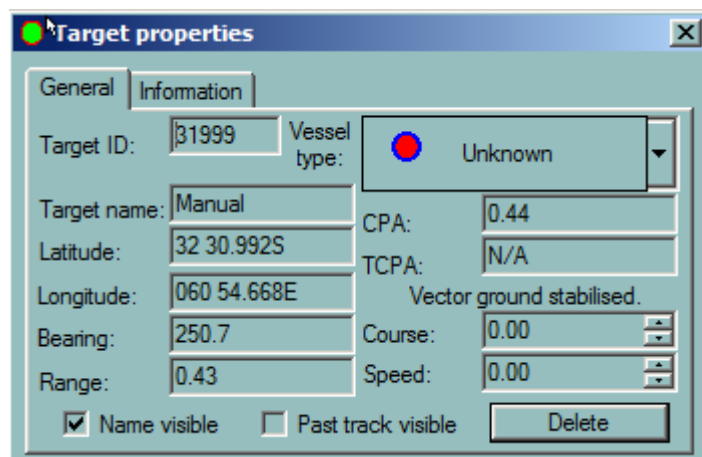 Target properties
General Information
Target ID: 31999 Vessel type: Unknown
Target name: Manual CPA: 0.44
Latitude: 32 30.992S TCPA: N/A
Longitude: 060 54.668E Vector ground stabilised.
Bearing: 250.7 Course: 0.00
Range: 0.43 Speed: 0.00
Name visible Past track visible Delete